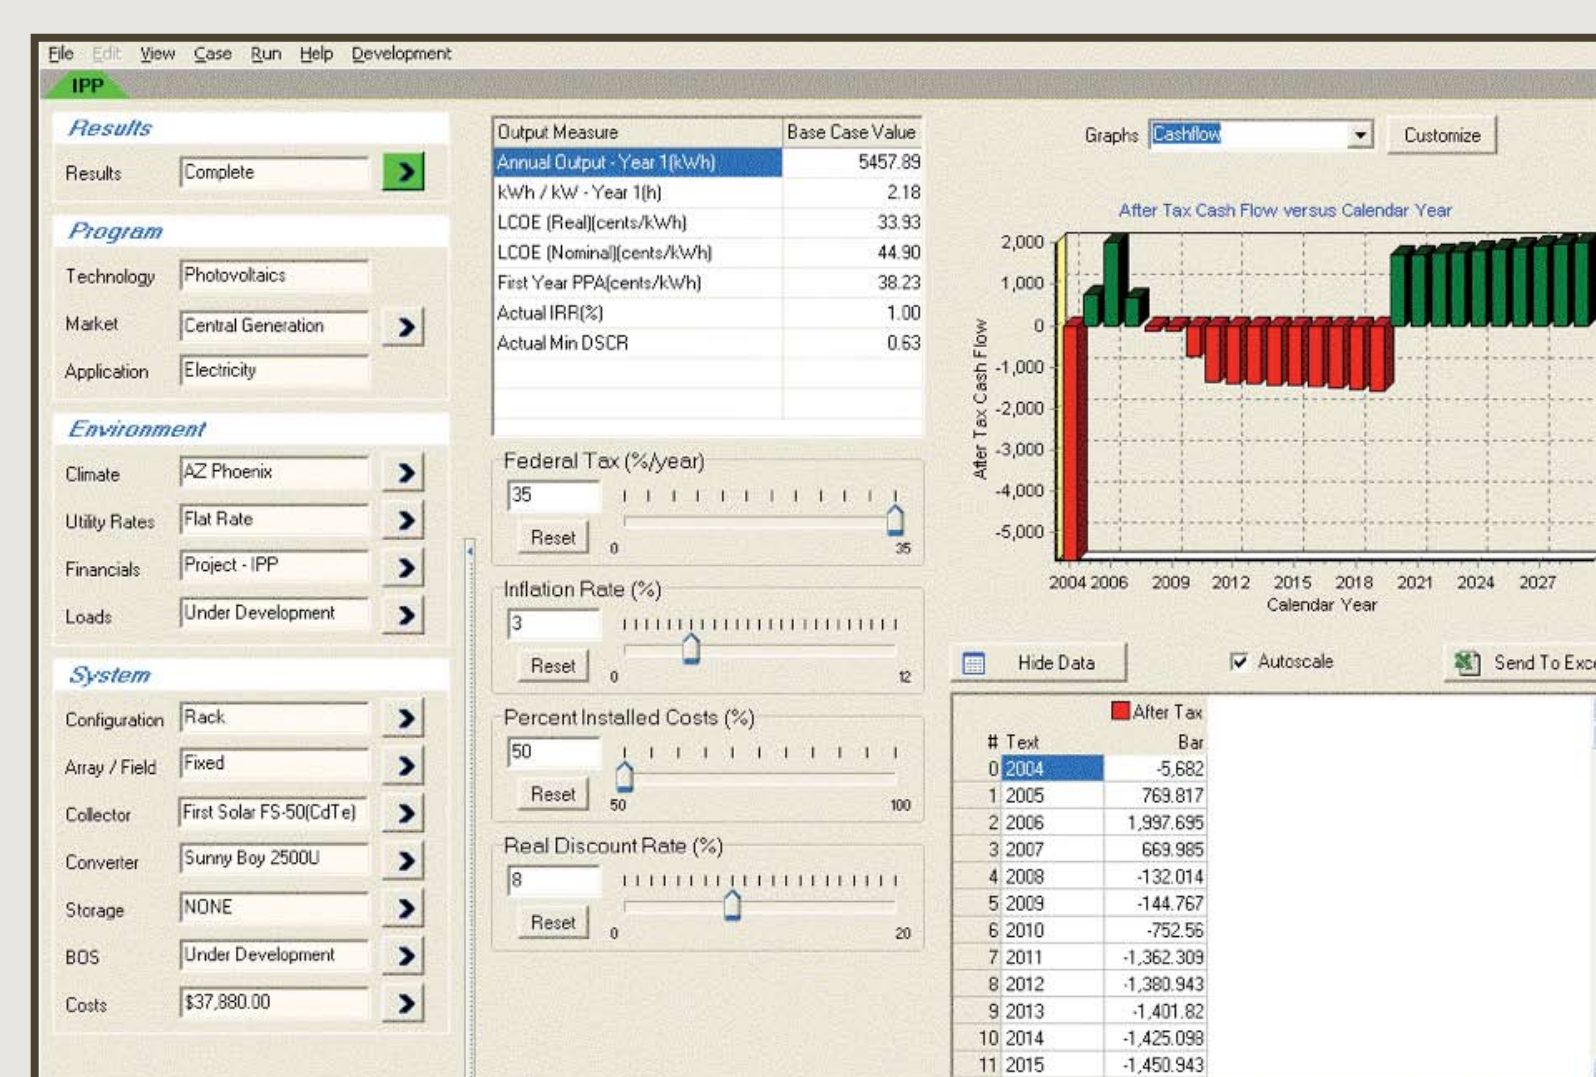 File Edit View Case Run Help Development
IPP
Results
Results Complete
Program
Technology Photovoltaics
Market Central Generation
Application Electricity
Environment
Climate AZ Phoenix
Utility Rates Flat Rate
Financials Project - IPP
Loads Under Development
System
Configuration Rack
Array / Field Fixed
Collector First Solar FS-50(CdTe)
Converter Sunny Boy 2500U
Storage NONE
BOS Under Development
Costs $37,880.00
Output Measure Base Case Value
Annual Output - Year 1(kWh) 5457.89
kWh / kW - Year 1(h) 2.18
LCOE (Real)(cents/kWh) 33.93
LCOE (Nominal)(cents/kWh) 44.90
First Year PPA(cents/kWh) 38.23
Actual IRR(%) 1.00
Actual Min DSCR 0.63
Federal Tax (%/year)
35
Reset
0 35
Inflation Rate (%)
3
Reset
0 12
Percent Installed Costs (%)
50
Reset
50 100
Real Discount Rate (%)
8
Reset
0 20
Graphs Cashflow Customize
After Tax Cash Flow versus Calendar Year
After Tax Cash Flow
2,000
1,000
0
-1,000
-2,000
-3,000
-4,000
-5,000
2004 2006 2009 2012 2015 2018 2021 2024 2027
Calendar Year
Hide Data Autoscale Send To Exce
After Tax
# Text Bar
0 2004 -5,682
1 2005 769.817
2 2006 1,997.695
3 2007 669.985
4 2008 -132.014
5 2009 -144.767
6 2010 -752.56
7 2011 -1,362.309
8 2012 -1,380.943
9 2013 -1,401.82
10 2014 -1,425.098
11 2015 -1,450.943